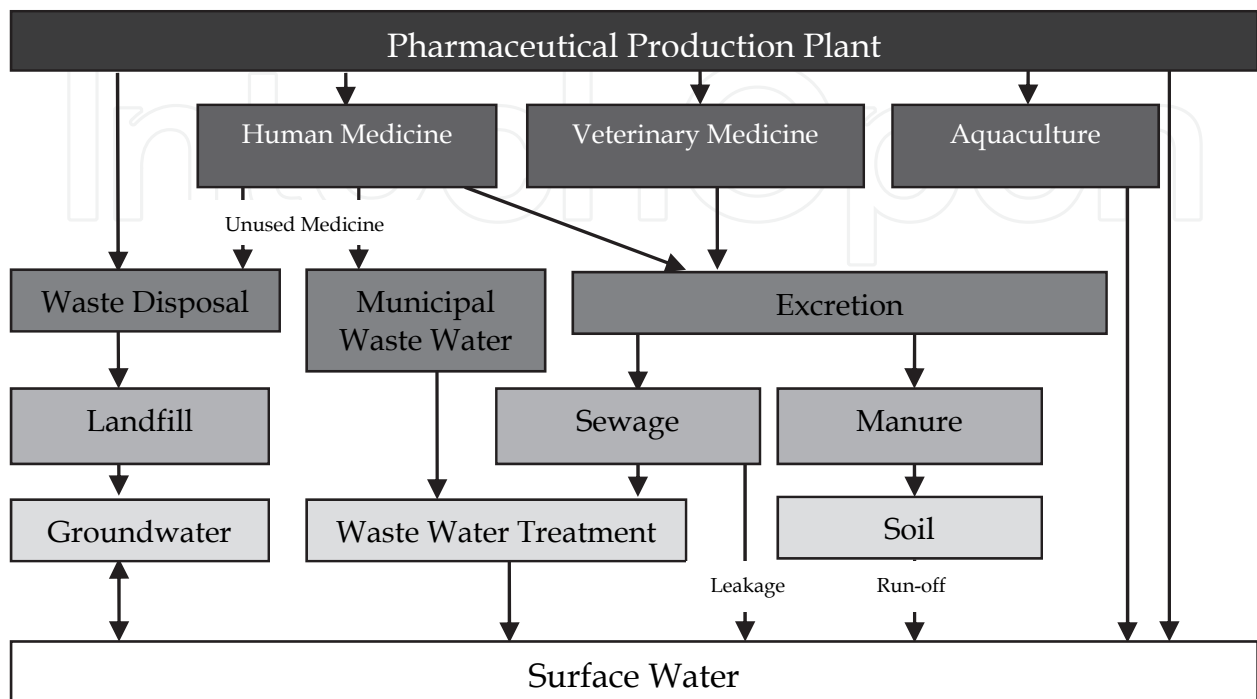 Pharmaceutical Production Plant
Human Medicine
Veterinary Medicine
Aquaculture
Unused Medicine
Waste Disposal
Municipal
Waste Water
Excretion
Landfill
Sewage
Manure
Groundwater
Waste Water Treatment
Soil
Leakage
Run-off
Surface Water
IntechOpen